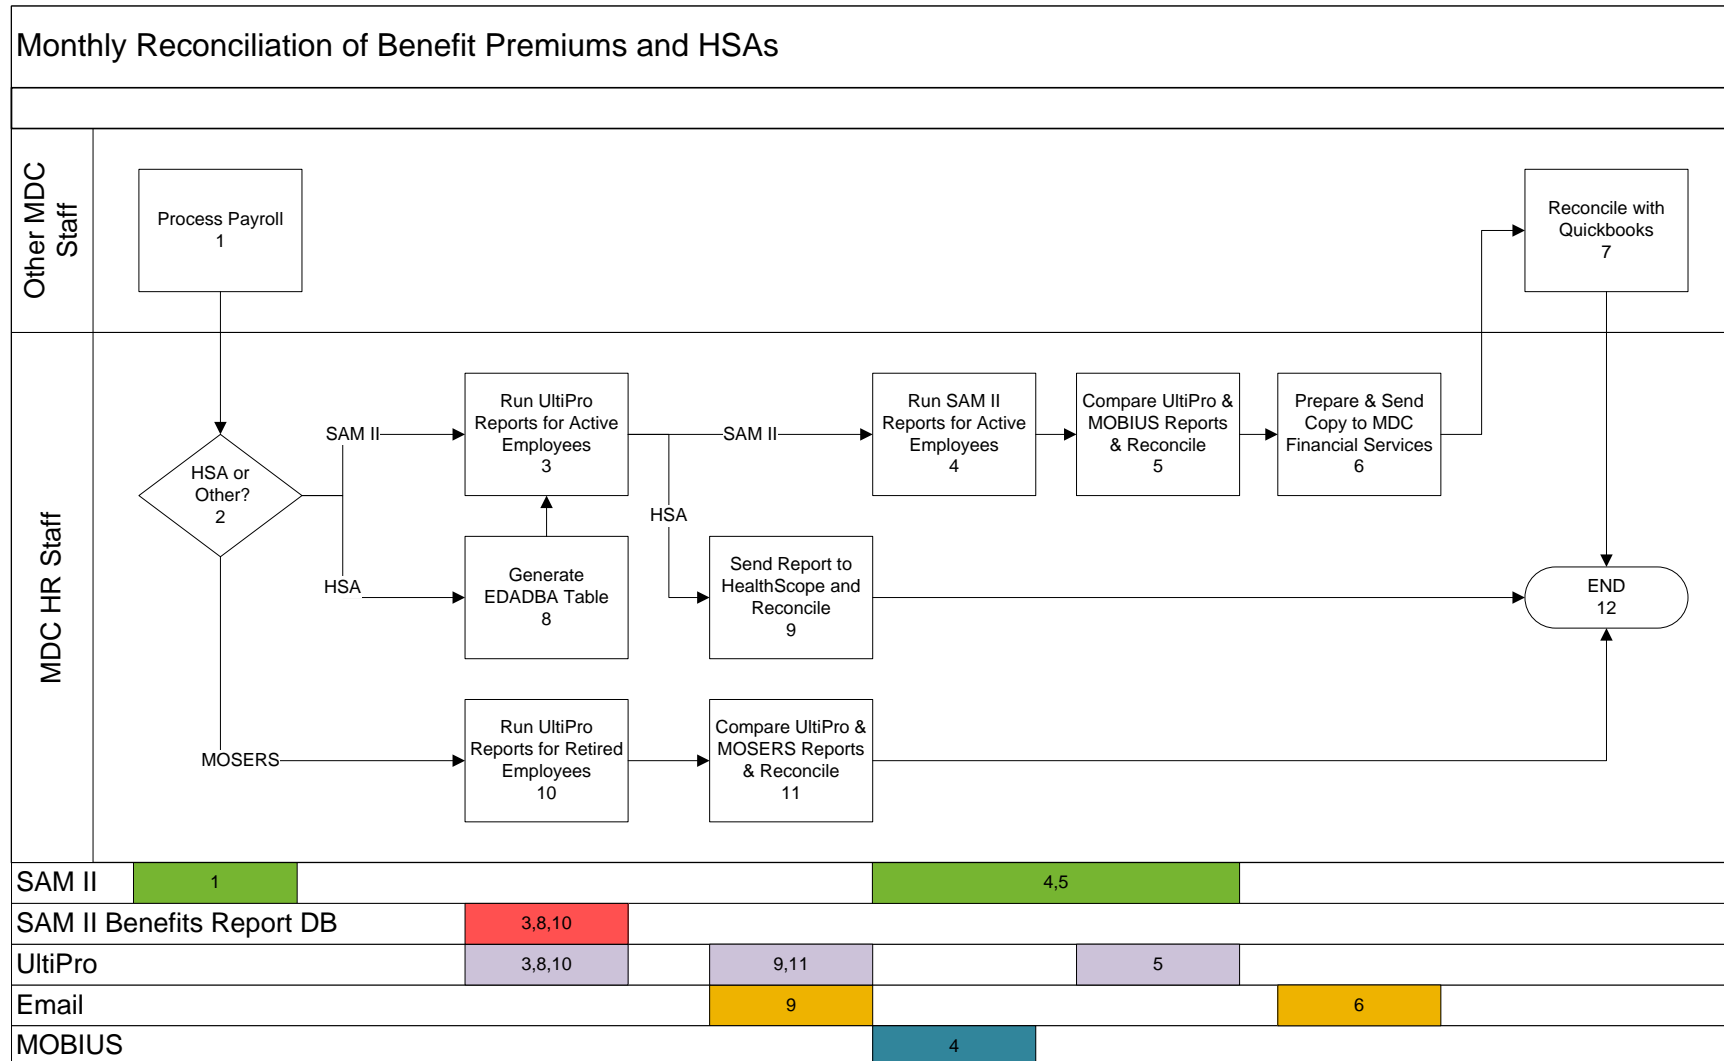 Monthly Reconciliation of Benefit Premiums and HSAs
Other MDC
Staff
Process Payroll
1
Reconcile with
Quickbooks
7
MDC HR Staff
HSA or
Other?
2
SAM II
HSA
MOSERS
Run UltiPro
Reports for Active
Employees
3
SAM II
HSA
Run SAM II
Reports for Active
Employees
4
Compare UltiPro &
MOBIUS Reports
& Reconcile
5
Prepare & Send
Copy to MDC
Financial Services
6
Generate
EDADBA Table
8
Send Report to
HealthScope and
Reconcile
9
END
12
Run UltiPro
Reports for Retired
Employees
10
Compare UltiPro &
MOSERS Reports
& Reconcile
11
SAM II
1
4,5
SAM II Benefits Report DB
3,8,10
UltiPro
3,8,10
9,11
5
Email
9
6
MOBIUS
4